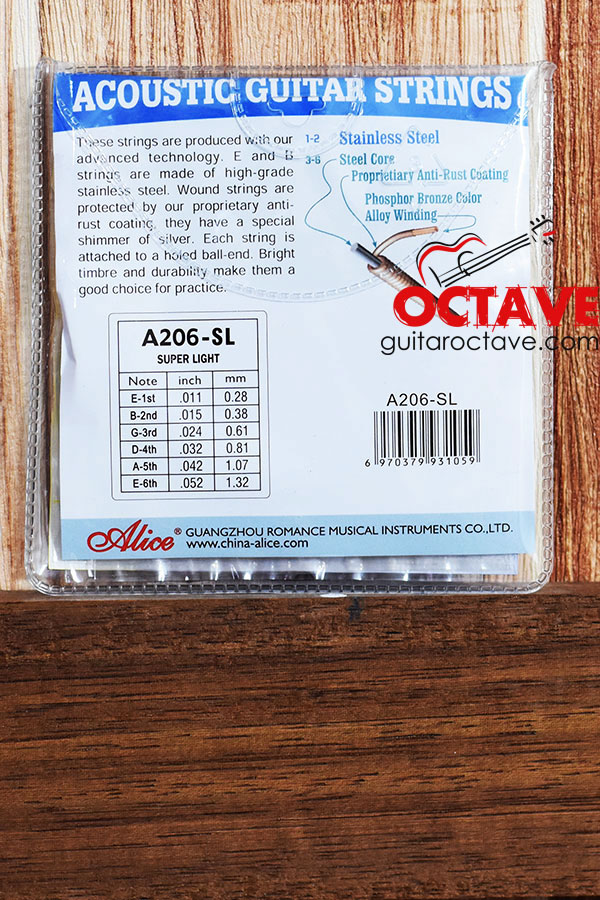 ACOUSTIC GUITAR STRINGS
These strings are produced with our
advanced technology. E and B
strings are made of high-grade
stainless steel. Wound strings are
protected by our proprietary anti-
rust coating, they have a special
shimmer of silver. Each string is
attached to a holed ball-end. Bright
timbre and durability make them a
good choice for practice.
1-2 Stainless Steel
3-6 Steel Core
Proprietary Anti-Rust Coating
Phosphor Bronze Color
Alloy Winding
OCTAVE
guitaroctave.com
A206-SL
SUPER LIGHT
Note inch mm
E-1st .011 0.28
B-2nd .015 0.38
G-3rd .024 0.61
D-4th .032 0.81
A-5th .042 1.07
E-6th .052 1.32
A206-SL
6 970379 931059
Alice® GUANGZHOU ROMANCE MUSICAL INSTRUMENTS CO.,LTD.
www.china-alice.com